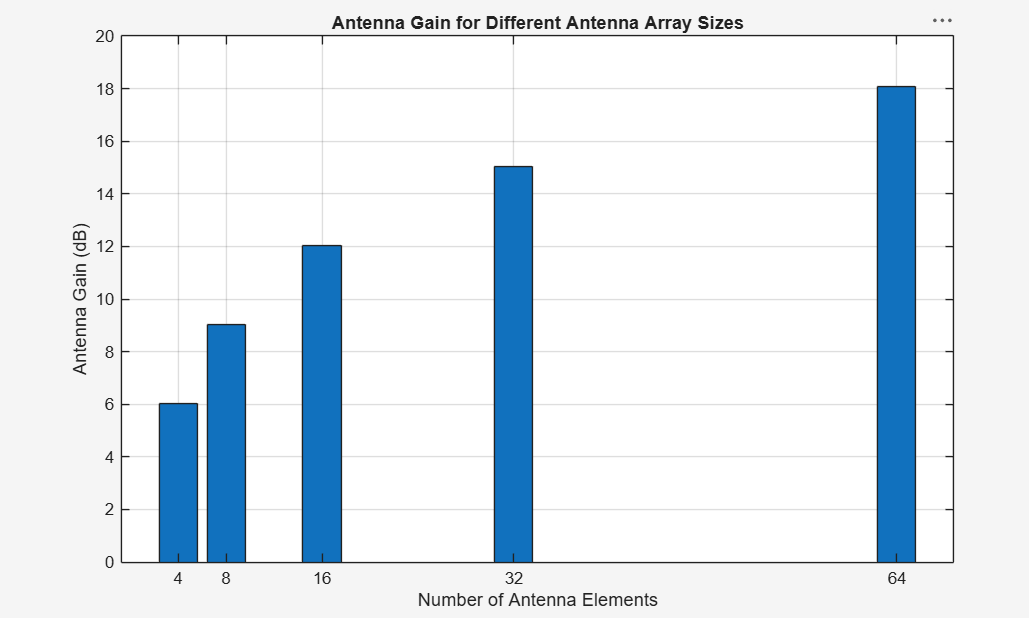 Antenna Gain for Different Antenna Array Sizes
20
18
16
14
12
10
8
6
4
2
0
Antenna Gain (dB)
4 8 16 32 64
Number of Antenna Elements